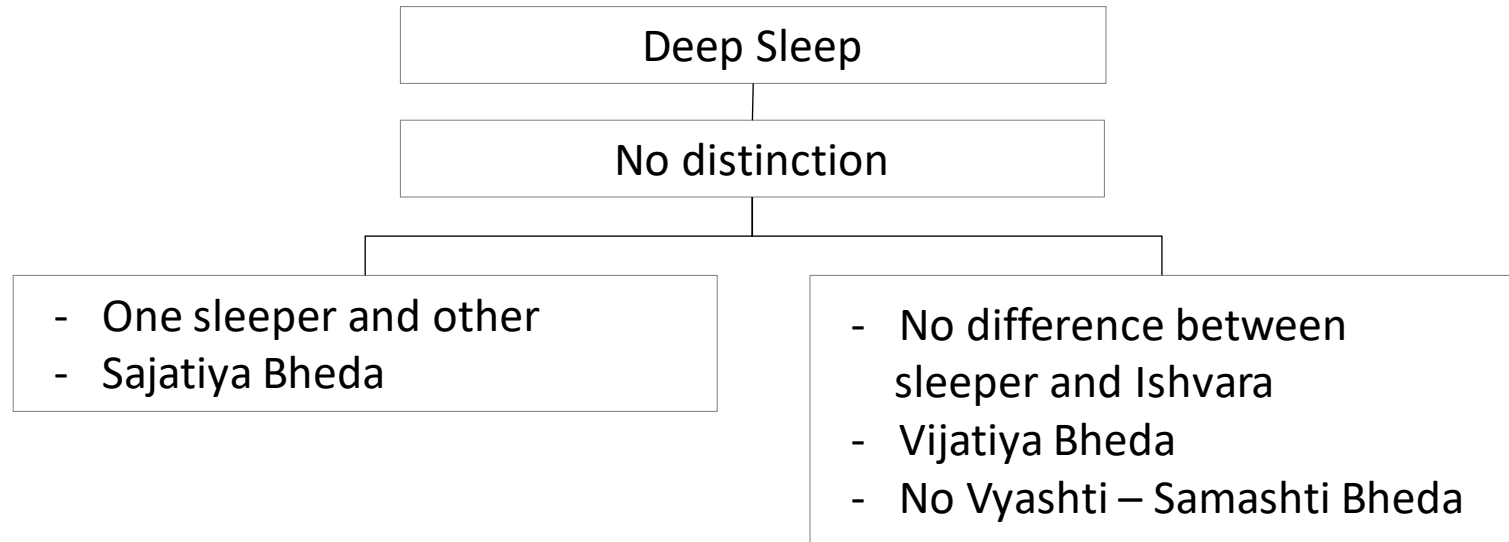 Deep Sleep
No distinction
- One sleeper and other
- Sajatiya Bheda
- No difference between
sleeper and Ishvara
- Vijatiya Bheda
- No Vyashti – Samashti Bheda